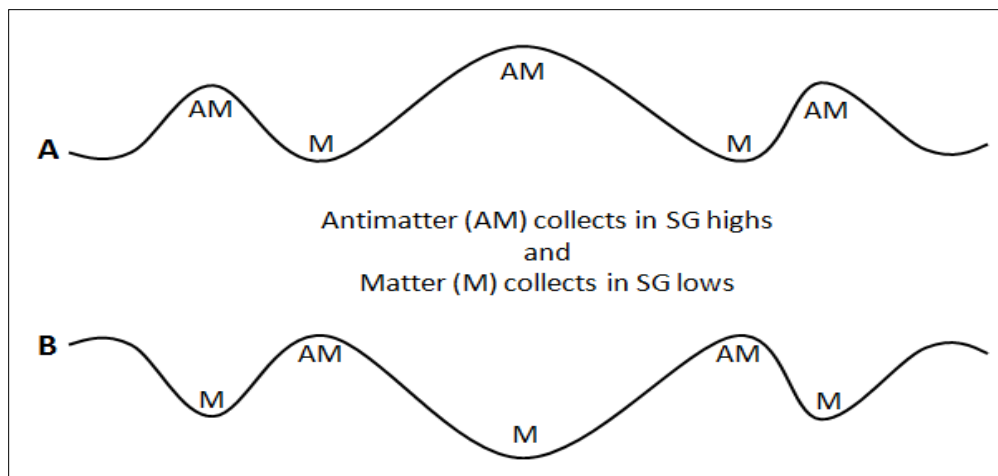 AM
AM
AM
A
M
M
Antimatter (AM) collects in SG highs
and
Matter (M) collects in SG lows
B
AM
AM
M
M
M